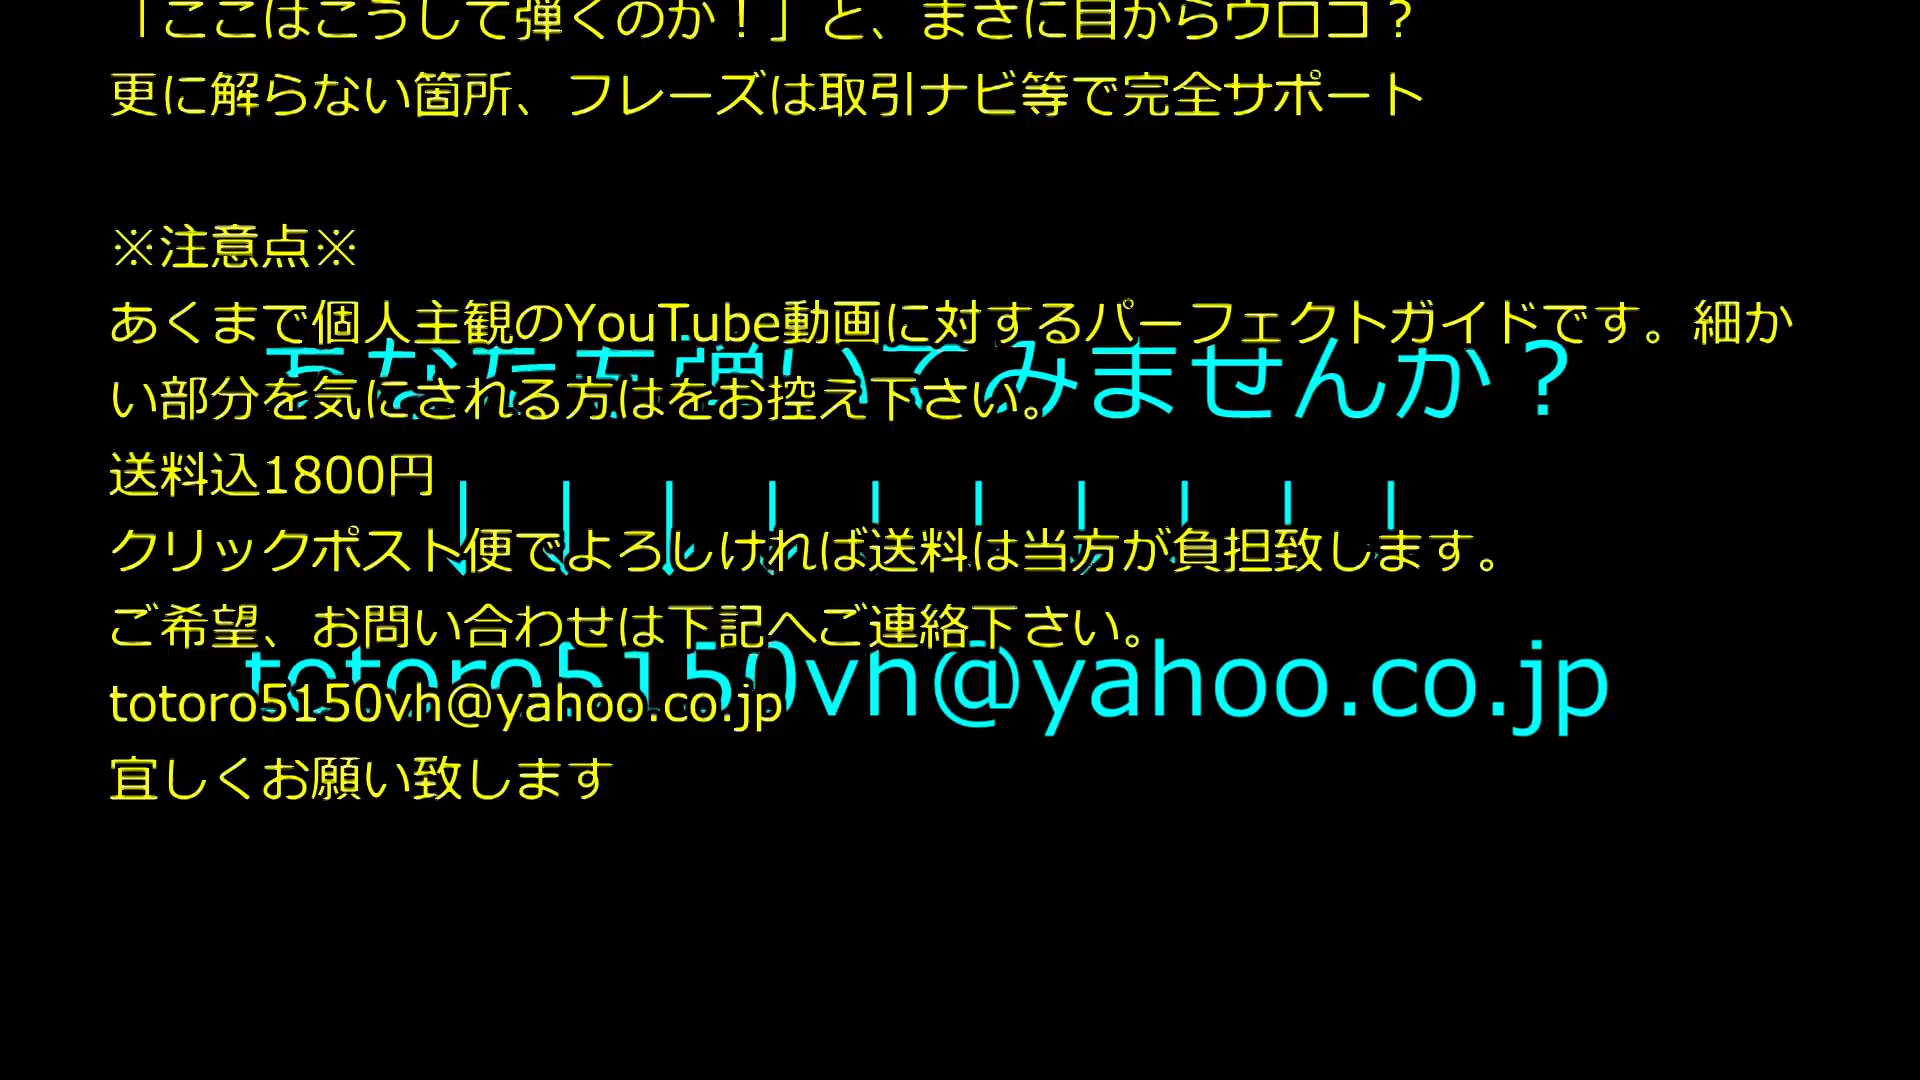 「ここはこうして弾くのか！」と、まさに目からウロコ？
更に解らない箇所、フレーズは取引ナビ等で完全サポート
※注意点※
あくまで個人主観のYouTube動画に対するパーフェクトガイドです。細か
い部分を気にされる方はをお控え下さい。
送料込1800円
クリックポスト便でよろしければ送料は当方が負担致します。
ご希望、お問い合わせは下記へご連絡下さい。
totoro5150vh@yahoo.co.jp
宜しくお願い致します
あなたも弾いてみませんか？
↓↓↓↓↓↓↓↓↓↓
totoro5150vh@yahoo.co.jp